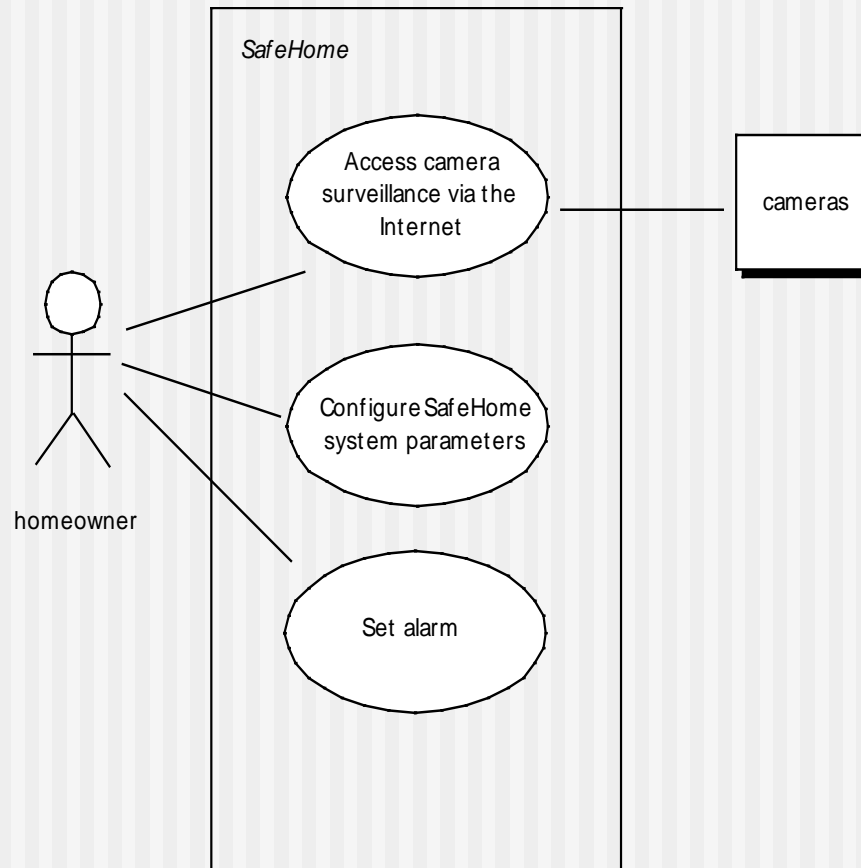 SafeHome
Access camera
surveillance via the
Internet
cameras
Configure SafeHome
system parameters
homeowner
Set alarm